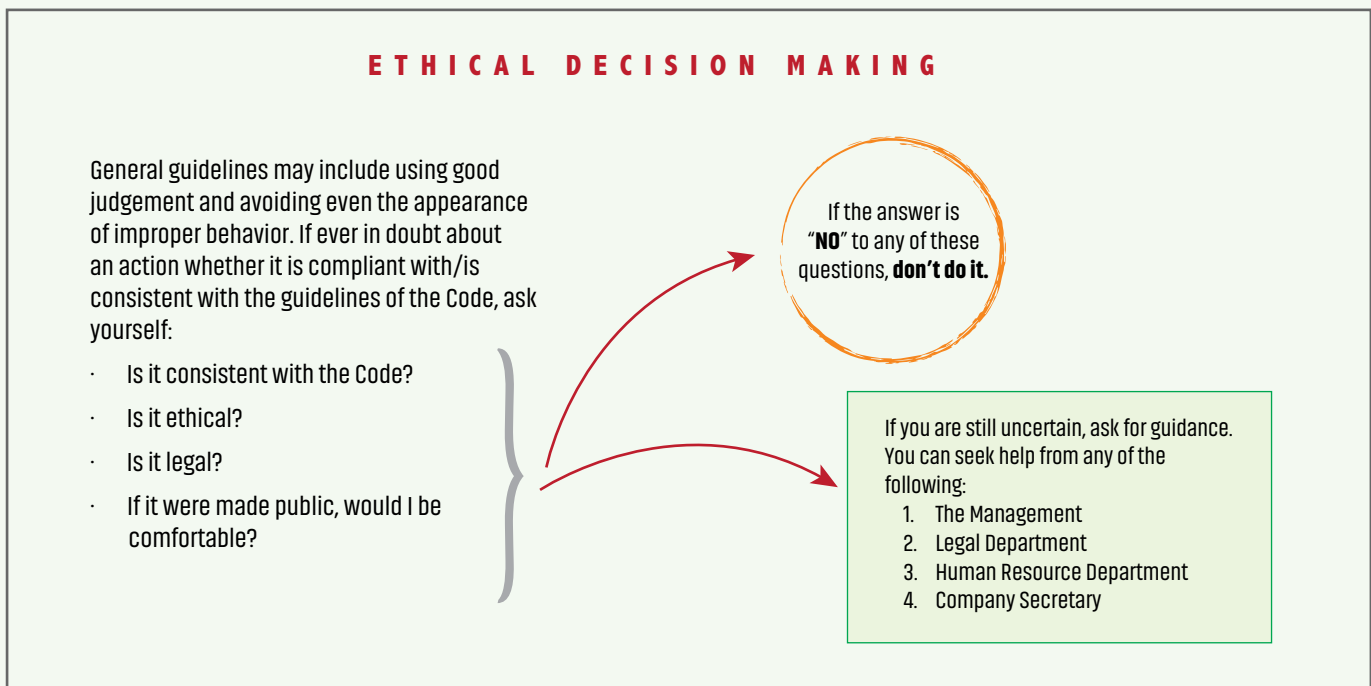 ETHICAL DECISION MAKING
General guidelines may include using good
judgement and avoiding even the appearance
of improper behavior. If ever in doubt about
an action whether it is compliant with/is
consistent with the guidelines of the Code, ask
yourself:
· Is it consistent with the Code?
· Is it ethical?
· Is it legal?
· If it were made public, would I be
comfortable?
If the answer is
“NO” to any of these
questions, don’t do it.
If you are still uncertain, ask for guidance.
You can seek help from any of the
following:
1. The Management
2. Legal Department
3. Human Resource Department
4. Company Secretary